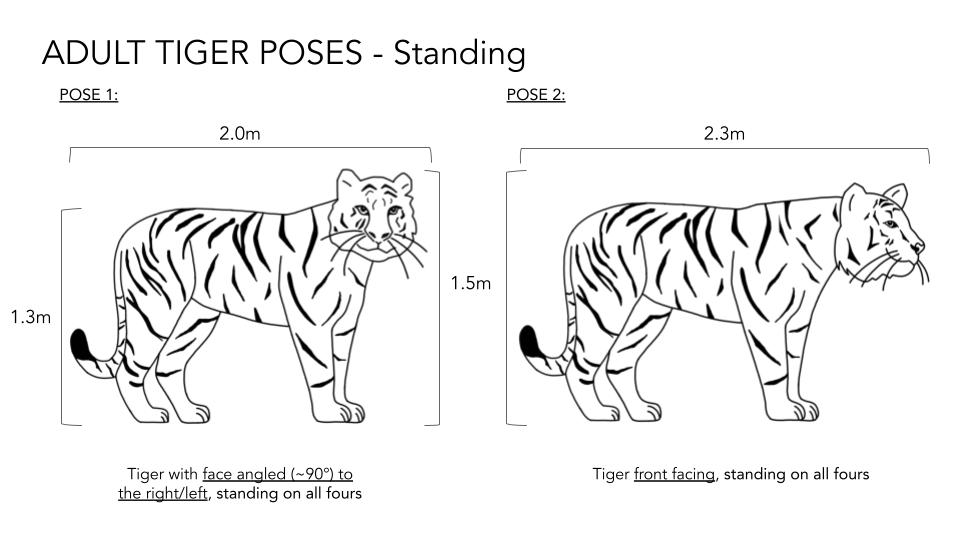 ADULT TIGER POSES - Standing
POSE 1:
2.0m
1.3m
1.5m
Tiger with face angled (~90°) to
the right/left, standing on all fours
POSE 2:
2.3m
Tiger front facing, standing on all fours